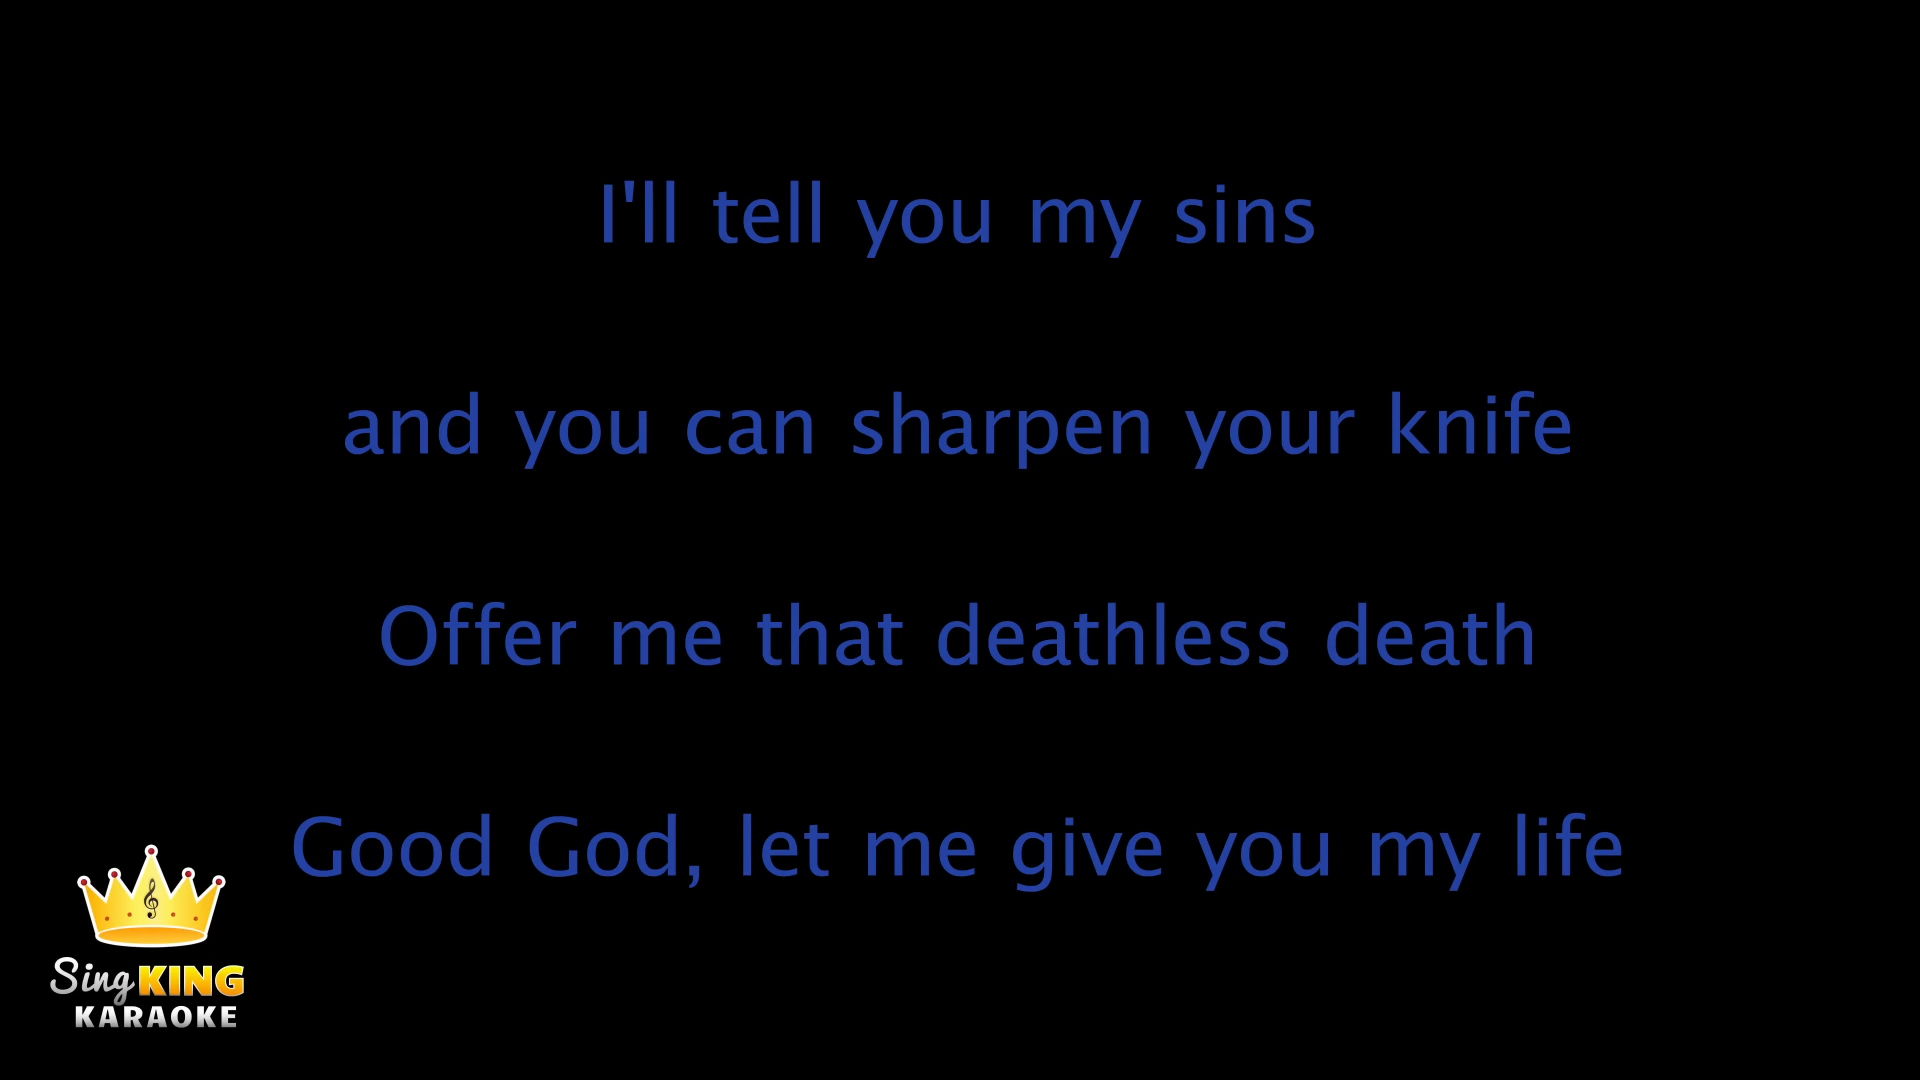 I'll tell you my sins
and you can sharpen your knife
Offer me that deathless death
Good God, let me give you my life
Sing KING
KARAOKE